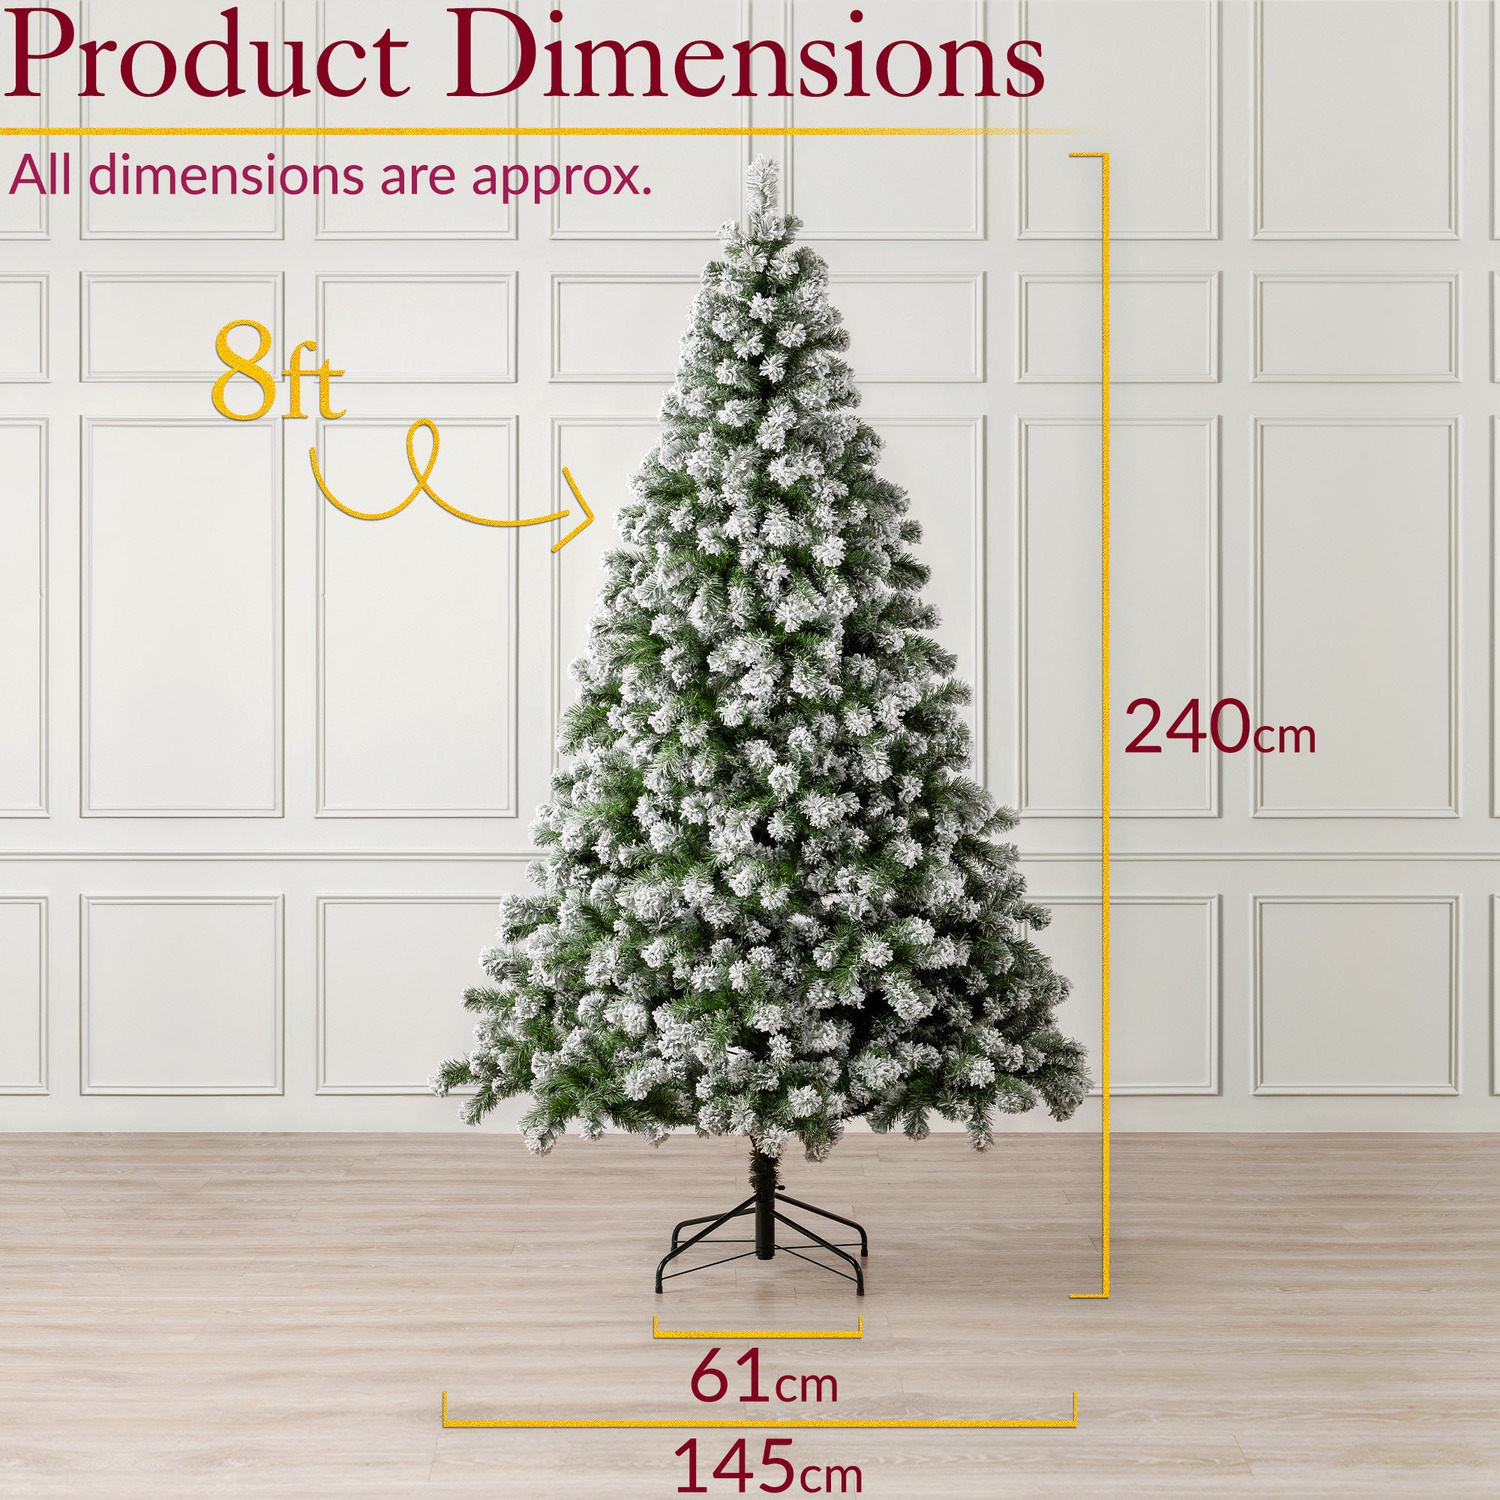 Product Dimensions
All dimensions are approx.
8ft
240cm
61cm
145cm